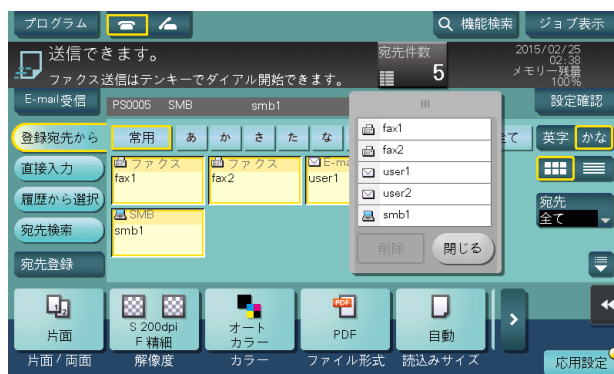 プログラム
機能検索
ジョブ表示
送信できます。
ファクス送信はテンキーでダイアル開始できます。
宛先件数
5
2015/02/25
02:38
メモリー残量
100%
E-mail受信
PS0005 SMB smb1
設定確認
登録宛先から
常用
あ
か
さ
た
な
全て
英字
かな
直接入力
履歴から選択
宛先検索
宛先登録
ファクス
fax1
ファクス
fax2
E-ma
user1
SMB
smb1
fax1
fax2
user1
user2
smb1
削除
閉じる
宛先
全て
片面
S 200dpi
F 精細
オート
カラー
PDF
PDF
自動
片面/両面
解像度
カラー
ファイル形式
読込みサイズ
応用設定